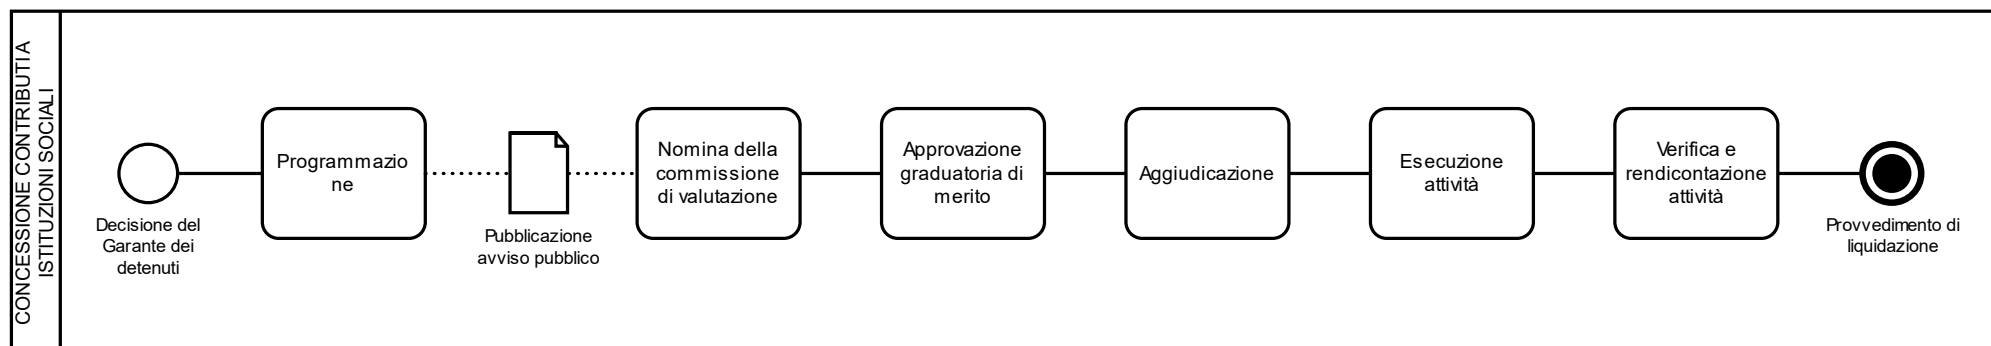 CONCESSIONE CONTRIBUTI A
ISTITUZIONI SOCIALI
Decisione del
Garante dei
detenuti
Programmazio
ne
Pubblicazione
avviso pubblico
Nomina della
commissione
di valutazione
Approvazione
graduatoria di
merito
Aggiudicazione
Esecuzione
attività
Verifica e
rendicontazione
attività
Provvedimento di
liquidazione